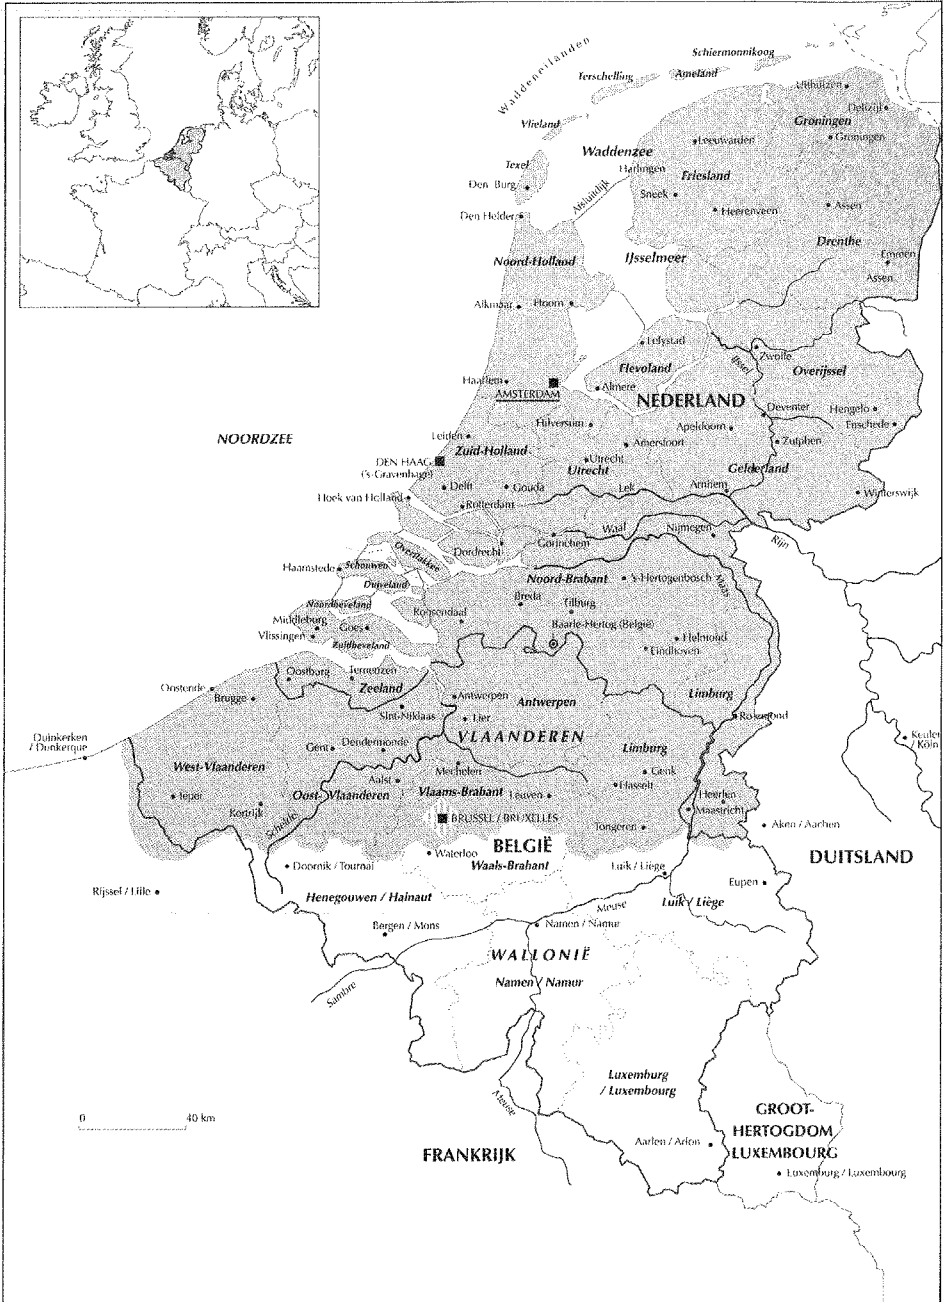 Waddeneilanden
Schiermonnikoog
Terschelling
Ameland
Vlieland
Uithuizen
Delfzijl
Groningen
Groningen
Waddenzee
Leeuwarden
Texel
Harlingen
Friesland
Den Burg
Sneek
Afsluitdijk
Heerenveen
Assen
Den Helder
Drenthe
Noord-Holland
IJsselmeer
Emmen
Assen
Alkmaar
Hoorn
Lelystad
IJssel
Zwolle
Flevoland
Overijssel
Haarlem
AMSTERDAM
Almere
NEDERLAND
Deventer
Hengelo
Enschede
NOORDZEE
Hilversum
Apeldoorn
Leiden
Zuid-Holland
Amersfoort
Zutphen
DEN HAAG
('s-Gravenhage)
Utrecht
Utrecht
Gelderland
Delft
Gouda
Lek
Arnhem
Winterswijk
Hoek van Holland
Rotterdam
Waal
Nijmegen
Gorinchem
Rijn
Dordrecht
Overflakkee
Haamstede
Schouwen
Duiveland
Noord-Brabant
's-Hertogenbosch
Maas
Noordbeveland
Roosendaal
Breda
Tilburg
Middleburg
Goes
Baarle-Hertog (België)
Vlissingen
Zuidbeveland
Helmond
Eindhoven
Oostburg
Terneuzen
Zeeland
Oostende
Brugge
Antwerpen
Antwerpen
Limburg
Sint-Niklaas
Lier
Roermond
Duinkerken
/ Dunkerque
VLAANDEREN
Keulen
/ Köln
Gent
Dendermonde
Limburg
West-Vlaanderen
Mechelen
Genk
Aalst
Hasselt
Ieper
Oost-Vlaanderen
Vlaams-Brabant
Leuven
Heerlen
Kortrijk
Maastricht
Schelde
BRUSSEL / BRUXELLES
Tongeren
Aken / Aachen
BELGIË
Waterloo
DUITSLAND
Doornik / Tournai
Waals-Brabant
Luik / Liège
Rijssel / Lille
Eupen
Henegouwen / Hainaut
Meuse
Luik / Liège
Bergen / Mons
Namen / Namur
WALLONIË
Sambre
Namen / Namur
Luxemburg
/ Luxembourg
Meuse
0 40 km
GROOT-
HERTOGDOM
LUXEMBOURG
FRANKRIJK
Aarlen / Arlon
Luxemburg / Luxembourg